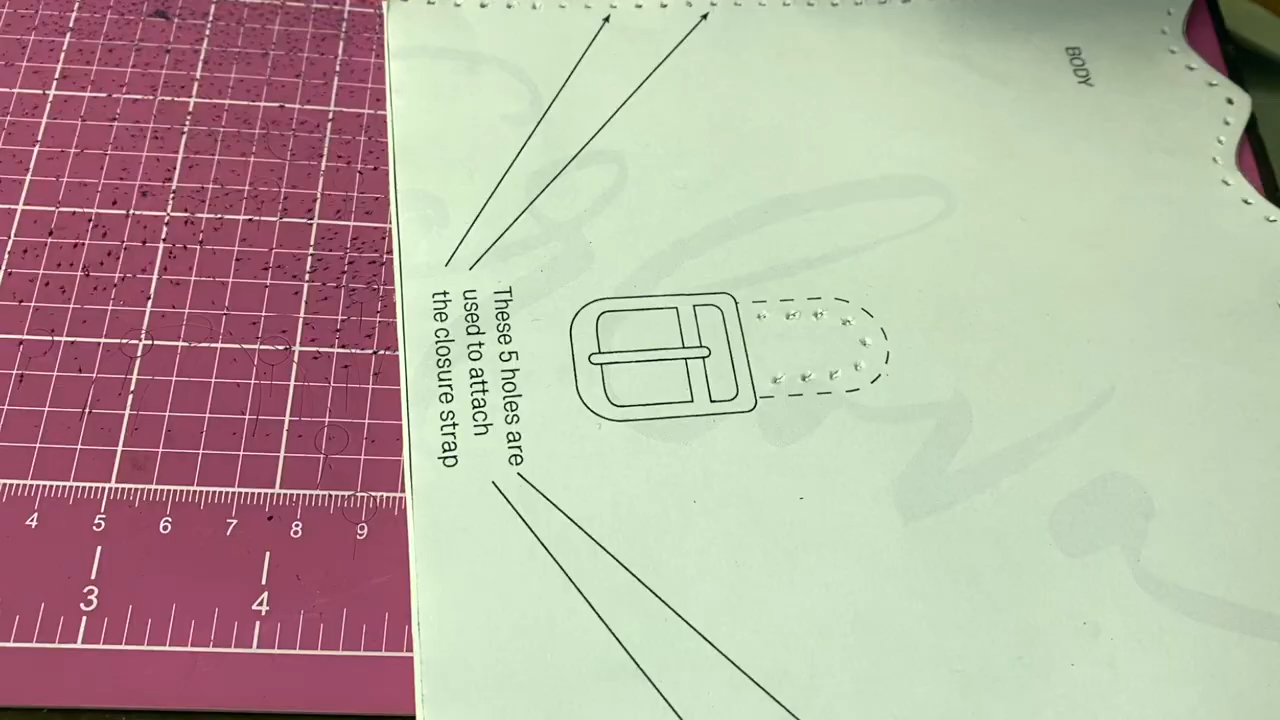 BODY
These 5 holes are
used to attach
the closure strap
4 5 6 7 8 9
3 4